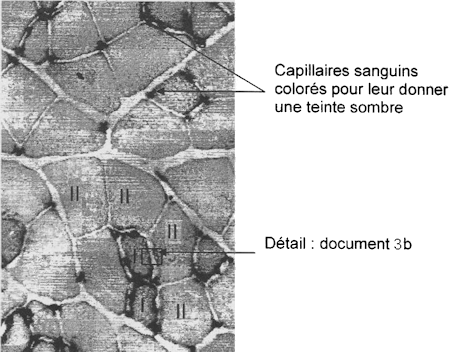 Capillaires sanguins
colorés pour leur donner
une teinte sombre
II
II
II
Détail : document 3b
I
I
II